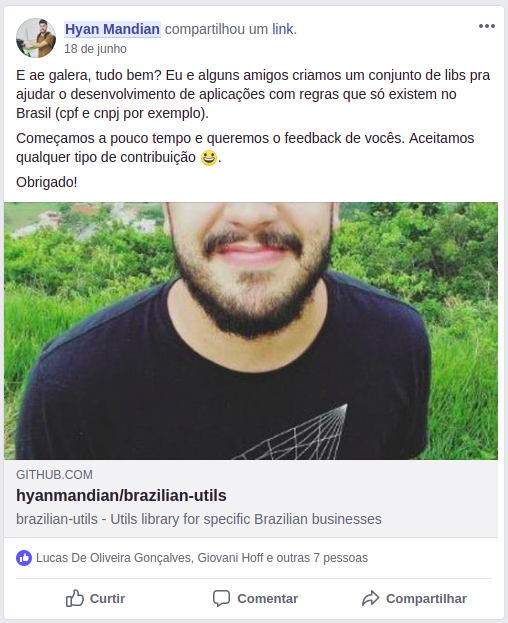 Hyan Mandian compartilhou um link.
18 de junho
E ae galera, tudo bem? Eu e alguns amigos criamos um conjunto de libs pra
ajudar o desenvolvimento de aplicações com regras que só existem no
Brasil (cpf e cnpj por exemplo).
Começamos a pouco tempo e queremos o feedback de vocês. Aceitamos
qualquer tipo de contribuição 😀.
Obrigado!
GITHUB.COM
hyanmandian/brazilian-utils
brazilian-utils - Utils library for specific Brazilian businesses
Lucas De Oliveira Gonçalves, Giovani Hoff e outras 7 pessoas
Curtir Comentar Compartilhar